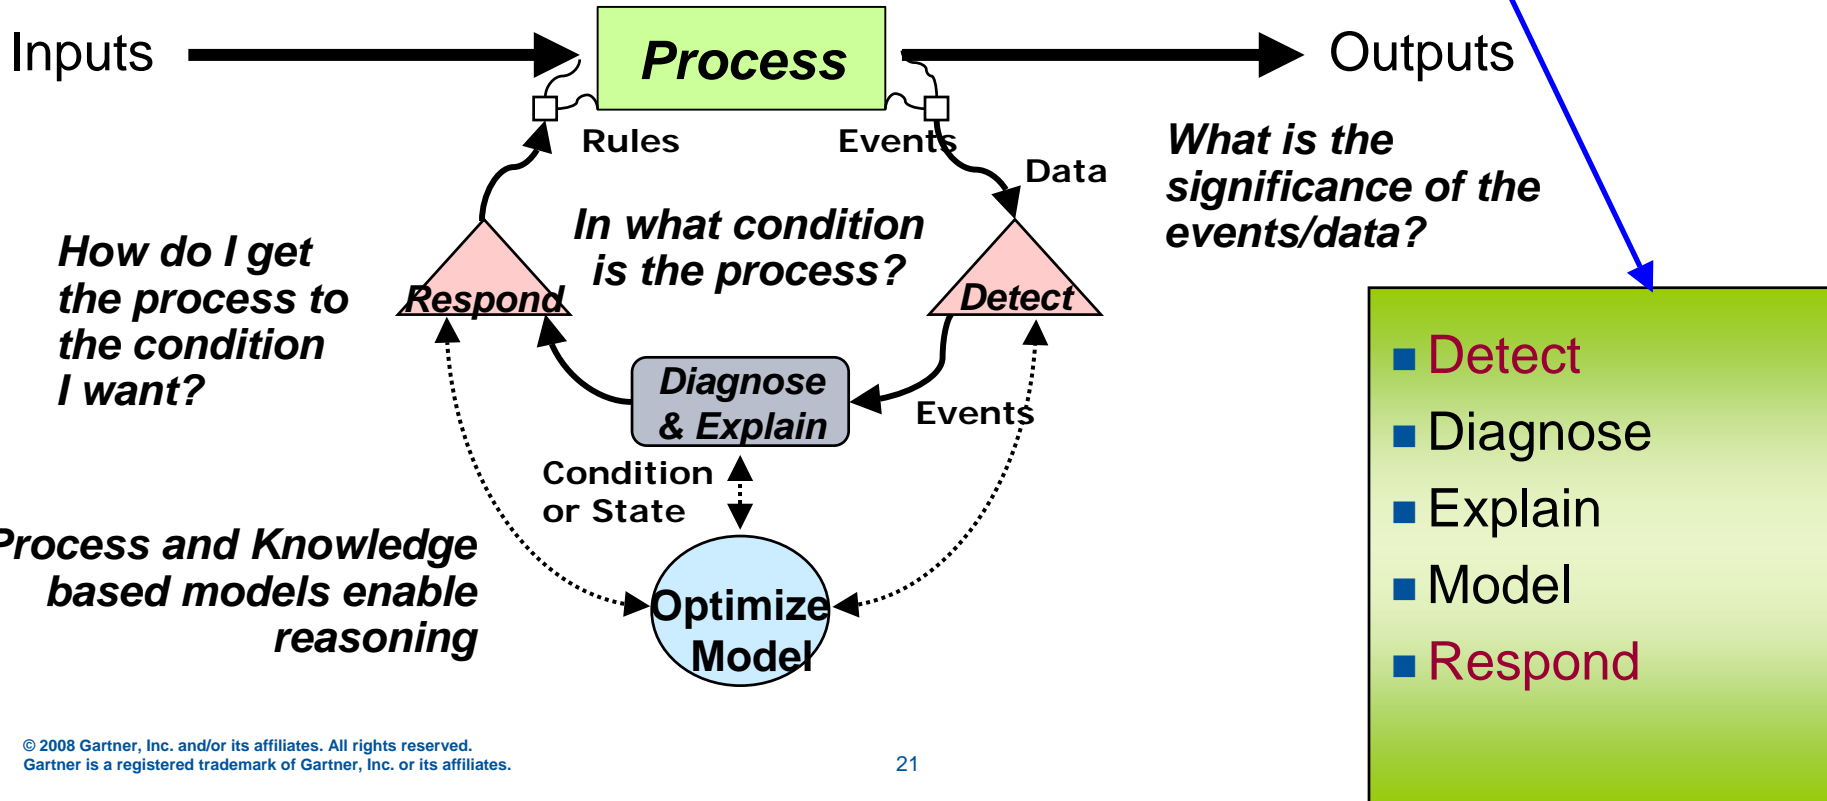 Inputs
Process
Outputs
Rules
Events
Data
What is the
significance of the
events/data?
In what condition
is the process?
How do I get
the process to
the condition
I want?
Respond
Detect
Diagnose
& Explain
Events
Condition
or State
Process and Knowledge
based models enable
reasoning
Optimize
Model
Detect
Diagnose
Explain
Model
Respond
© 2008 Gartner, Inc. and/or its affiliates. All rights reserved.
Gartner is a registered trademark of Gartner, Inc. or its affiliates.
21